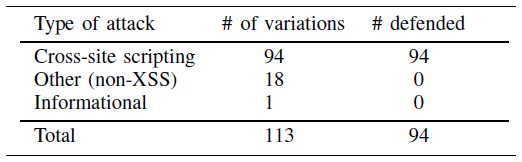 Type of attack # of variations # defended
Cross-site scripting 94 94
Other (non-XSS) 18 0
Informational 1 0
Total 113 94